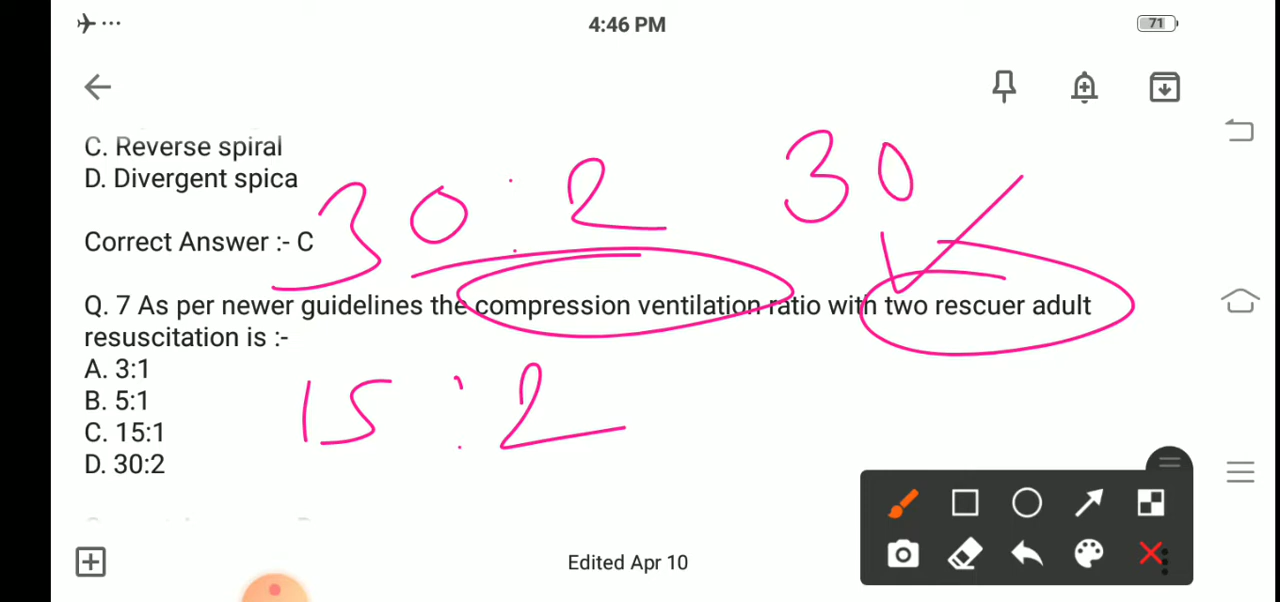 4:46 PM
71
C. Reverse spiral
D. Divergent spica
30:2
30
Correct Answer :- C
Q. 7 As per newer guidelines the compression ventilation ratio with two rescuer adult
resuscitation is :-
A. 3:1
B. 5:1
15:2
C. 15:1
D. 30:2
Edited Apr 10